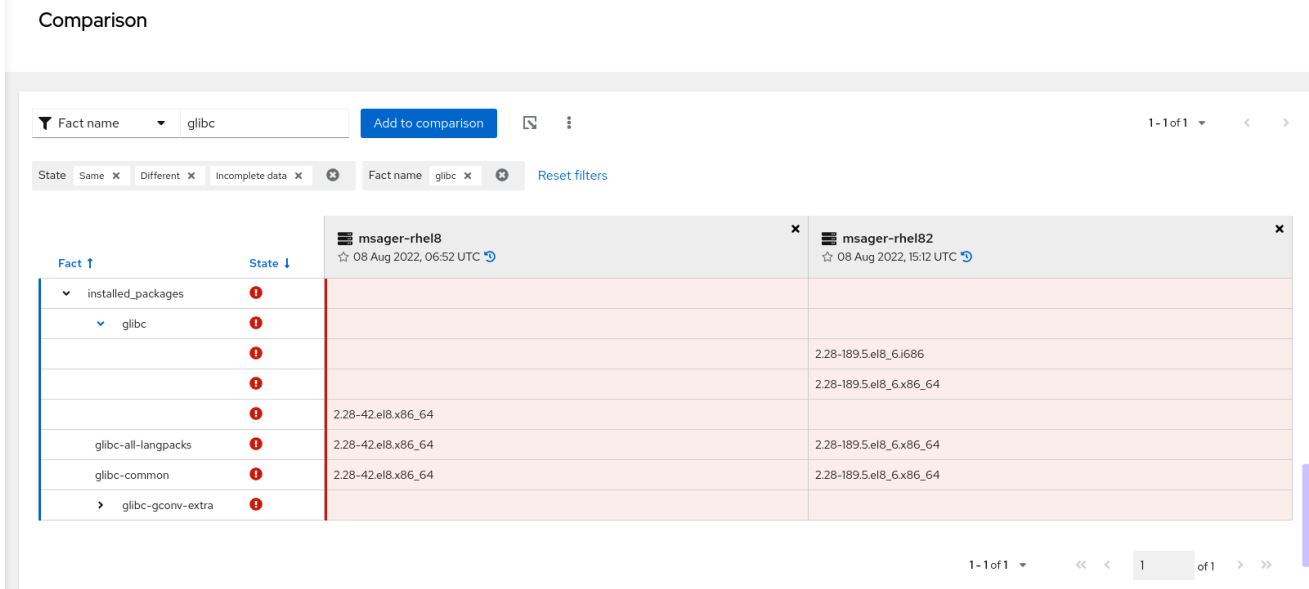 Comparison
Fact name glibc Add to comparison 1 - 1 of 1
State Same Different Incomplete data Fact name glibc Reset filters
msager-rhel8 msager-rhel82
Fact State 08 Aug 2022, 06:52 UTC 08 Aug 2022, 15:12 UTC
installed_packages
glibc
2.28-189.5.el8_6.i686
2.28-189.5.el8_6.x86_64
2.28-42.el8.x86_64
glibc-all-langpacks 2.28-42.el8.x86_64 2.28-189.5.el8_6.x86_64
glibc-common 2.28-42.el8.x86_64 2.28-189.5.el8_6.x86_64
glibc-gconv-extra
1 - 1 of 1 1 of 1